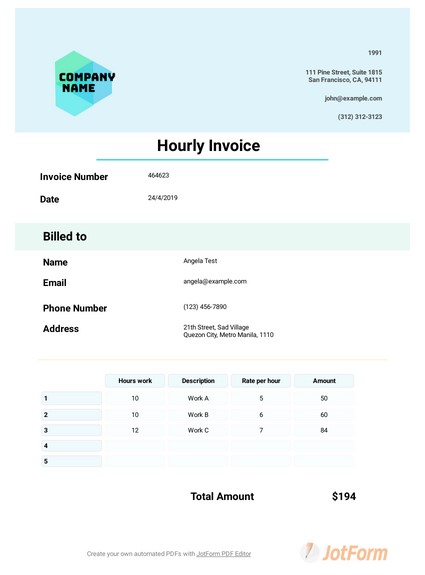 COMPANY
NAME
1991
111 Pine Street, Suite 1815
San Francisco, CA, 94111
john@example.com
(312) 312-3123
Hourly Invoice
Invoice Number 464623
Date 24/4/2019
Billed to
Name Angela Test
Email angela@example.com
Phone Number (123) 456-7890
Address 21th Street, Sad Village
Quezon City, Metro Manila, 1110
Hours work Description Rate per hour Amount
1 10 Work A 5 50
2 10 Work B 6 60
3 12 Work C 7 84
4
5
Total Amount $194
Create your own automated PDFs with JotForm PDF Editor
JotForm